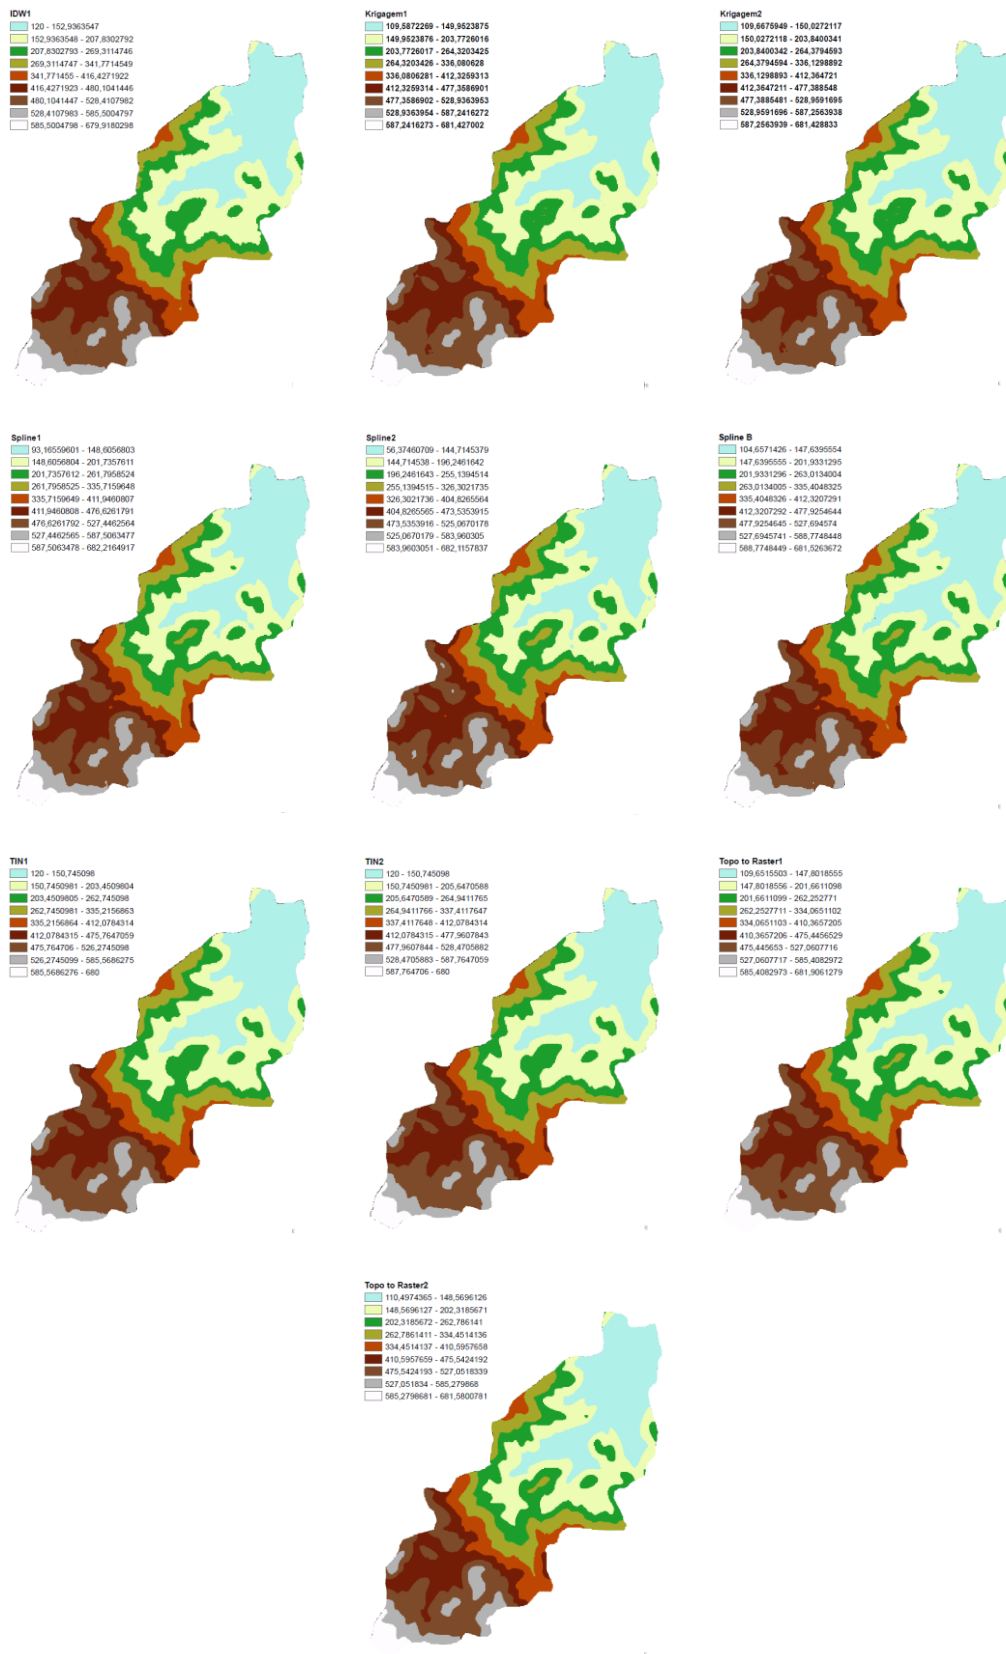 IDW1
120 - 152,9363547
152,9363548 - 207,8302792
207,8302793 - 269,3114746
269,3114747 - 341,7714549
341,771455 - 416,4271922
416,4271923 - 480,1041446
480,1041447 - 528,4107982
528,4107983 - 585,5004797
585,5004798 - 679,9180298
Krigagem1
109,5872269 - 149,9523875
149,9523876 - 203,7726016
203,7726017 - 264,3203425
264,3203426 - 336,080628
336,0806281 - 412,3259313
412,3259314 - 477,3586901
477,3586902 - 528,9363953
528,9363954 - 587,2416272
587,2416273 - 681,427002
Krigagem2
109,6675949 - 150,0272117
150,0272118 - 203,8400341
203,8400342 - 264,3794593
264,3794594 - 336,1298892
336,1298893 - 412,364721
412,3647211 - 477,388548
477,3885481 - 528,9591695
528,9591696 - 587,2563938
587,2563939 - 681,428833
Spline1
93,16559601 - 148,6056803
148,6056804 - 201,7357611
201,7357612 - 261,7958524
261,7958525 - 335,7159648
335,7159649 - 411,9460807
411,9460808 - 476,6261791
476,6261792 - 527,4462564
527,4462565 - 587,5063477
587,5063478 - 682,2164917
Spline2
56,37460709 - 144,7145379
144,714538 - 196,2461642
196,2461643 - 255,1394514
255,1394515 - 326,3021735
326,3021736 - 404,8265564
404,8265565 - 473,5353915
473,5353916 - 525,0670178
525,0670179 - 583,960305
583,9603051 - 682,1157837
Spline B
104,6571426 - 147,6395554
147,6395555 - 201,9331295
201,9331296 - 263,0134004
263,0134005 - 335,4048325
335,4048326 - 412,3207291
412,3207292 - 477,9254644
477,9254645 - 527,694574
527,6945741 - 588,7748448
588,7748449 - 681,5263672
TIN1
120 - 150,745098
150,7450981 - 203,4509804
203,4509805 - 262,745098
262,7450981 - 335,2156863
335,2156864 - 412,0784314
412,0784315 - 475,7647059
475,764706 - 526,2745098
526,2745099 - 585,5686275
585,5686276 - 680
TIN2
120 - 150,745098
150,7450981 - 205,6470588
205,6470589 - 264,9411765
264,9411766 - 337,4117647
337,4117648 - 412,0784314
412,0784315 - 477,9607843
477,9607844 - 528,4705882
528,4705883 - 587,7647059
587,764706 - 680
Topo to Raster1
109,6515503 - 147,8018555
147,8018556 - 201,6611098
201,6611099 - 262,252771
262,2527711 - 334,0651102
334,0651103 - 410,3657205
410,3657206 - 475,4456529
475,445653 - 527,0607716
527,0607717 - 585,4082972
585,4082973 - 681,9061279
Topo to Raster2
110,4974365 - 148,5696126
148,5696127 - 202,3185671
202,3185672 - 262,786141
262,7861411 - 334,4514136
334,4514137 - 410,5957658
410,5957659 - 475,5424192
475,5424193 - 527,0518339
527,051834 - 585,279868
585,2798681 - 681,5800781